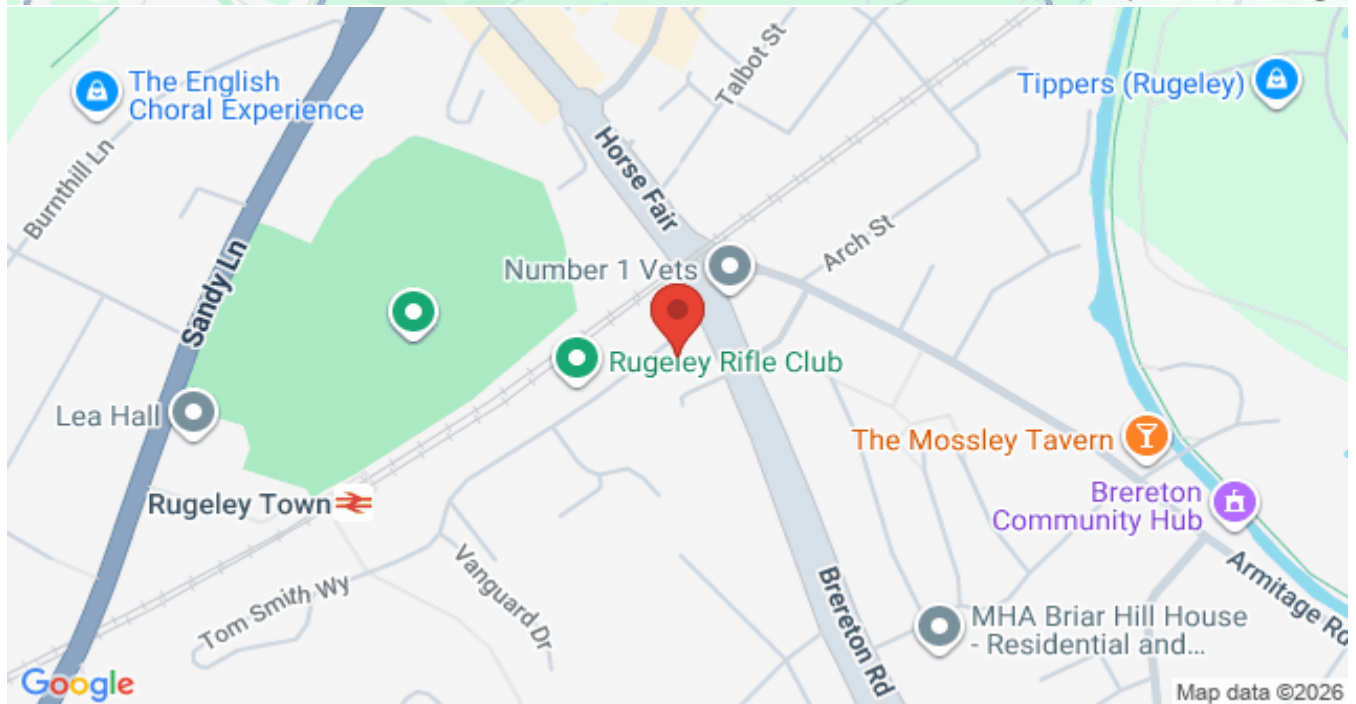 The English
Choral Experience
Burnthill Ln
Sandy Ln
Talbot St
Horse Fair
Tippers (Rugeley)
Arch St
Number 1 Vets
Rugeley Rifle Club
Lea Hall
Rugeley Town
The Mossley Tavern
Brereton
Community Hub
Armitage Rd
Vanguard Dr
Tom Smith Wy
Brereton Rd
MHA Briar Hill House
- Residential and...
Google
Map data ©2026